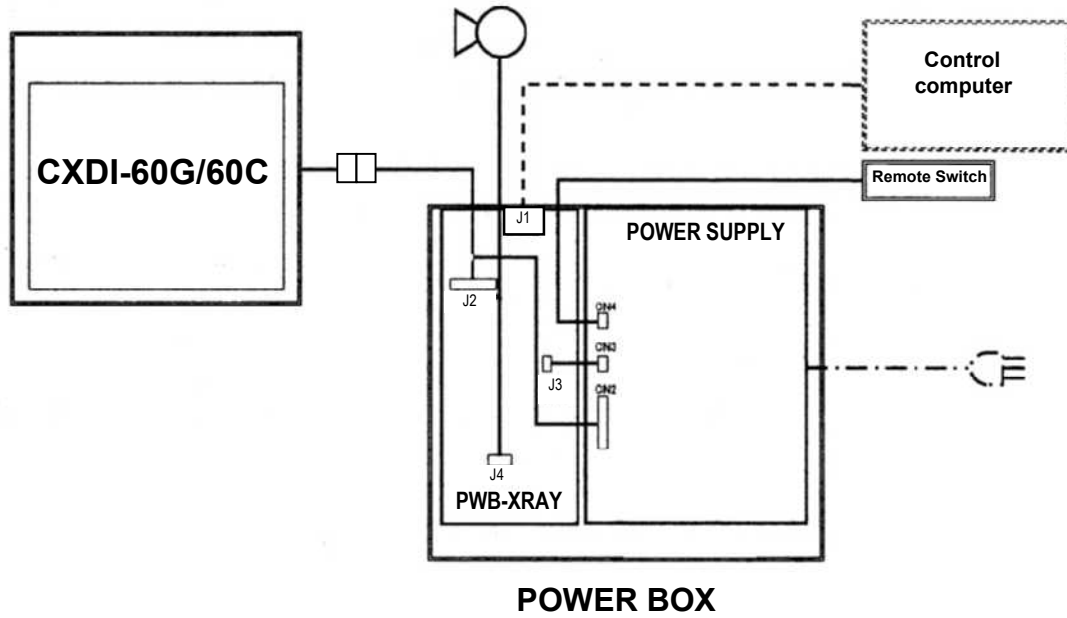 Control
computer
CXDI-60G/60C
Remote Switch
J1
POWER SUPPLY
J2
CN4
CN3
J3
CN2
J4
PWB-XRAY
POWER BOX